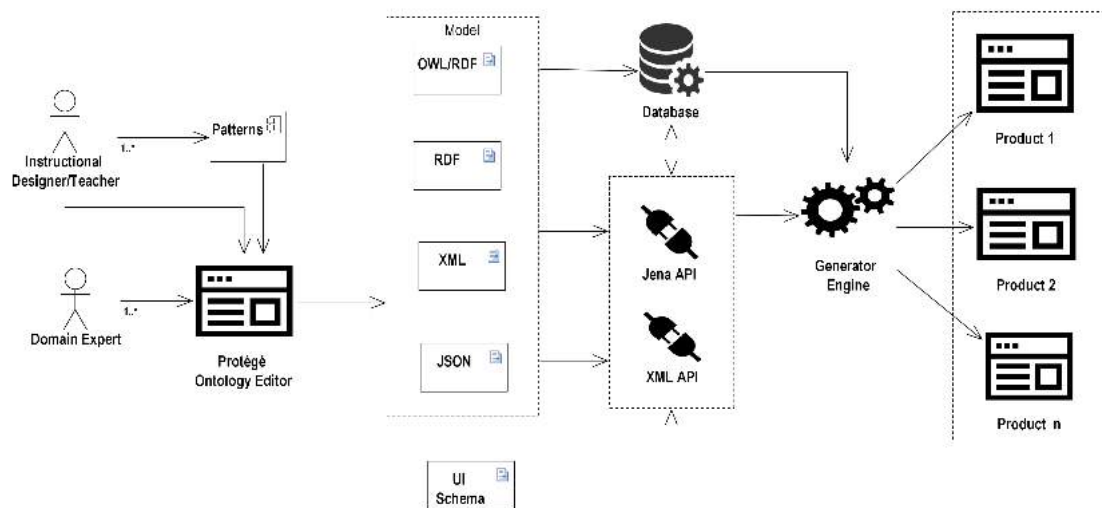 Model
OWL/RDF
RDF
XML
JSON
UI
Schema
Patterns
1..*
Instructional
Designer/Teacher
1..*
Domain Expert
Protégé
Ontology Editor
Database
Jena API
XML API
Generator
Engine
Product 1
Product 2
Product n